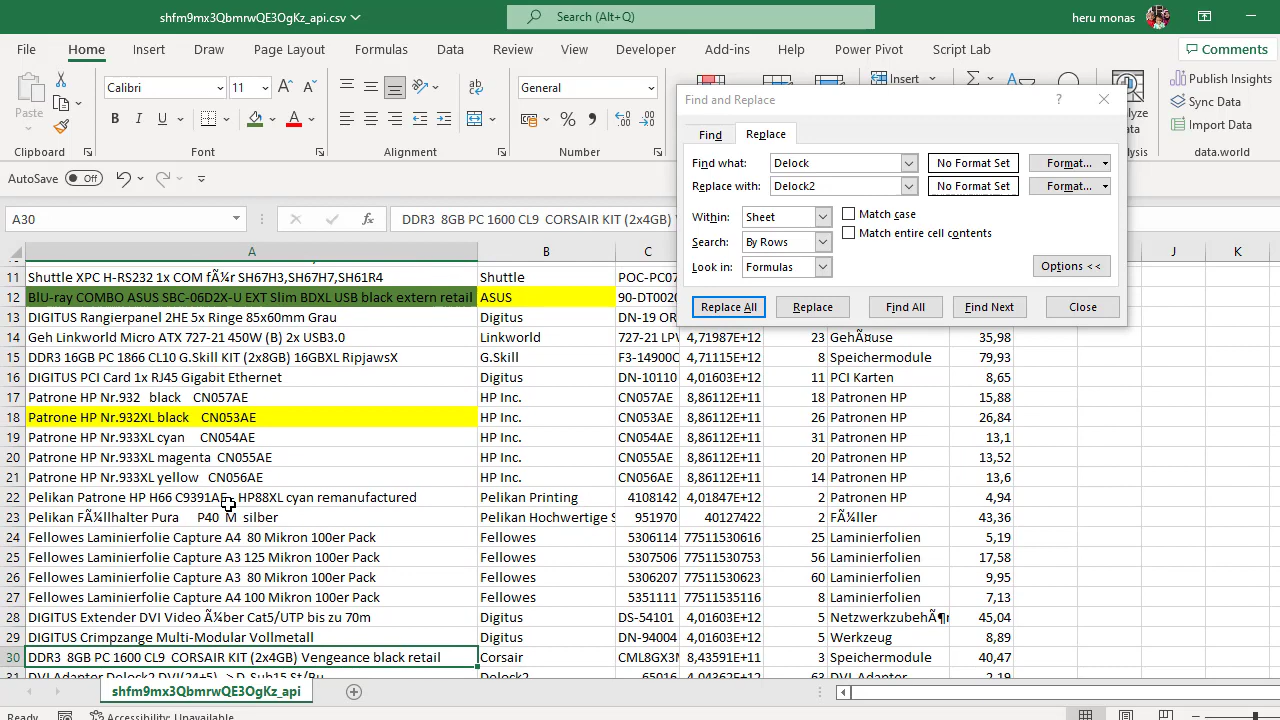 shfm9mx3QbmrwQE3OgKz_api.csv
Search (Alt+Q)
heru monas
File Home Insert Draw Page Layout Formulas Data Review View Developer Add-ins Help Power Pivot Script Lab Comments
Paste
Calibri 11
General
Insert
Publish Insights
Sync Data
Import Data
Clipboard Font Alignment Number data.world
AutoSave Off
Find and Replace
Find Replace
Find what: Delock No Format Set Format...
Replace with: Delock2 No Format Set Format...
Within: Sheet Match case
Search: By Rows Match entire cell contents
Look in: Formulas Options <<
Replace All Replace Find All Find Next Close
A30 fx DDR3 8GB PC 1600 CL9 CORSAIR KIT (2x4GB)
A B C J K
11 Shuttle XPC H-RS232 1x COM fÃ¼r SH67H3,SH67H7,SH61R4 Shuttle POC-PC07
12 BlU-ray COMBO ASUS SBC-06D2X-U EXT Slim BDXL USB black extern retail ASUS 90-DT002
13 DIGITUS Rangierpanel 2HE 5x Ringe 85x60mm Grau Digitus DN-19 OR
14 Geh 450W (B) Linkworld Micro ATX 727-21 2x USB3.0 Linkworld 727-21 LPV 4,71987E+12 23 GehÃ¤use 35,98
15 DDR3 16GB PC 1866 CL10 G.Skill KIT (2x8GB) 16GBXL RipjawsX G.Skill F3-14900C 4,71106E+12 8 Speichermodule 79,93
16 DIGITUS PCI Card 1x RJ45 Gigabit Ethernet Digitus DN-10110 4,01603E+12 11 PCI Karten 8,65
17 Patrone HP Nr.932 black CN057AE HP Inc. CN057AE 8,86112E+11 18 Patronen HP 15,88
18 Patrone HP Nr.932XL black CN053AE HP Inc. CN053AE 8,86112E+11 26 Patronen HP 26,84
19 Patrone HP Nr.933XL cyan CN054AE HP Inc. CN054AE 8,86112E+11 31 Patronen HP 13,1
20 Patrone HP Nr.933XL magenta CN055AE HP Inc. CN055AE 8,86112E+11 20 Patronen HP 13,52
21 Patrone HP Nr.933XL yellow CN056AE HP Inc. CN056AE 8,86112E+11 14 Patronen HP 13,6
22 Pelikan Patrone HP H66 C9391AE HP88XL cyan remanufactured Pelikan Printing 4108142 4,01847E+12 2 Patronen HP 4,94
23 Pelikan FÃ¼llhalter Pura P40 M silber Pelikan Hochwertige S 951970 40127422 2 FÃ¼ller 43,36
24 Fellowes Laminierfolie Capture A4 80 Mikron 100er Pack Fellowes 5306114 77511530616 25 Laminierfolien 5,19
25 Fellowes Laminierfolie Capture A3 125 Mikron 100er Pack Fellowes 5307506 77511530753 56 Laminierfolien 17,58
26 Fellowes Laminierfolie Capture A3 80 Mikron 100er Pack Fellowes 5306207 77511530623 60 Laminierfolien 9,95
27 Fellowes Laminierfolie Capture A4 100 Mikron 100er Pack Fellowes 5351111 77511535116 8 Laminierfolien 7,13
28 DIGITUS Extender DVI Video Ã¼ber Cat5/UTP bis zu 70m Digitus DS-54101 4,01603E+12 5 NetzwerkzubehÃ¶r 45,04
29 DIGITUS Crimpzange Multi-Modular Vollmetall Digitus DN-94004 4,01603E+12 5 Werkzeug 8,89
30 DDR3 8GB PC 1600 CL9 CORSAIR KIT (2x4GB) Vengeance black retail Corsair CML8GX3M 8,43591E+11 3 Speichermodule 40,47
31 DVI Adapter Delock2 DVI(24+5) -> D-Sub15 St/Bu Delock2 65016 63 2,19
shfm9mx3QbmrwQE3OgKz_api
Ready Accessibility: Unavailable